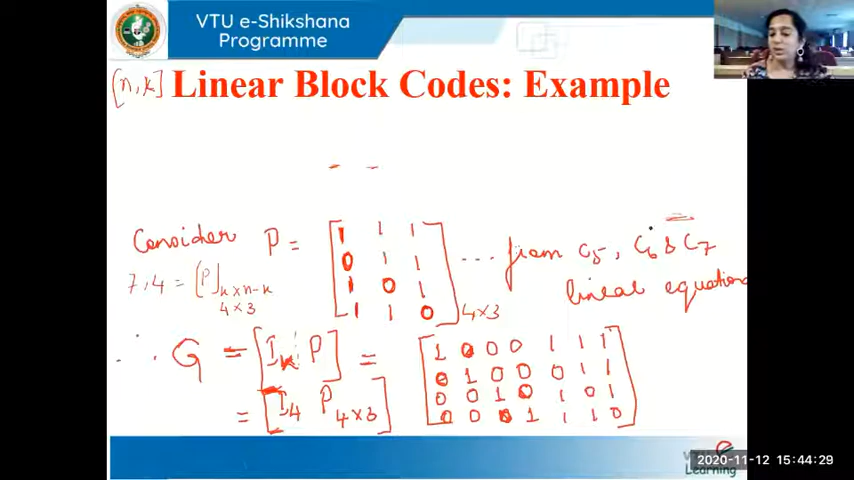 VTU e-Shikshana
Programme
[n,k] Linear Block Codes: Example
Consider P = [ 1 1 1
0 1 1
1 0 1
1 1 0 ] 4×3 ... from C5, C6 & C7
linear equations
7,4 = [P] k×n-k
4×3
∴ G = [Ik P] = [ 1 0 0 0 1 1 1
0 1 0 0 0 1 1
0 0 1 0 1 0 1
0 0 0 1 1 1 0 ]
= [I4 P4×3]
Learning
2020-11-12 15:44:29